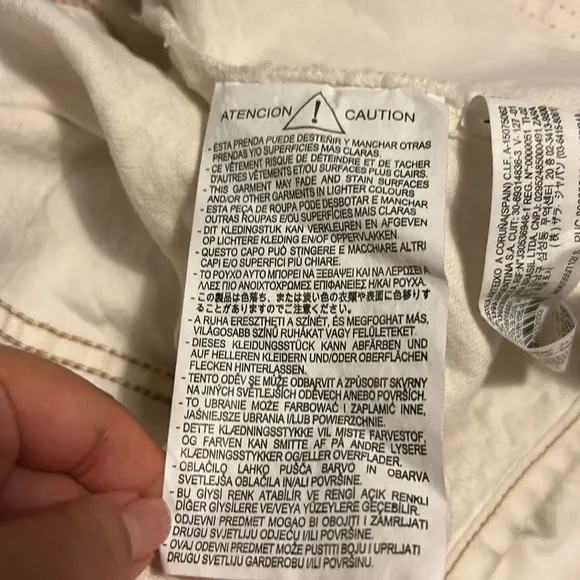 ATENCION ! CAUTION
- ESTA PRENDA PUEDE DESTEÑIR Y MANCHAR OTRAS
PRENDAS Y/O SUPERFICIES MAS CLARAS.
- CE VÊTEMENT RISQUE DE DÉTEINDRE ET DE TACHER
D'AUTRES VÊTEMENTS ET/OU SURFACES PLUS CLAIRS.
- THIS GARMENT MAY FADE AND STAIN SURFACES
AND/OR OTHER GARMENTS IN LIGHTER COLOURS
- ESTA PEÇA DE ROUPA PODE DESBOTAR E MANCHAR
OUTRAS ROUPAS E/OU SUPERFÍCIES MAIS CLARAS
- DIT KLEDINGSTUK KAN VERKLEUREN EN AFGEVEN
OP LICHTERE KLEDING EN/OF OPPERVLAKKEN.
- QUESTO CAPO PUÒ STINGERE E MACCHIARE ALTRI
CAPI E/O SUPERFICI PIÙ CHIARE.
- ΤΟ ΡΟΥΧΟ ΑΥΤΟ ΜΠΟΡΕΙ ΝΑ ΞΕΒΑΨΕΙ ΚΑΙ ΝΑ ΛΕΡΩΣΕΙ
ΠΙΟ ΑΝΟΙΧΤΟΧΡΩΜΕΣ ΕΠΙΦΑΝΕΙΕΣ Η/ΚΑΙ ΡΟΥΧΑ.
- この製品は色落ち、または淡い色の衣類や表面に色移りす
ることがありますのでご注意ください。
- A RUHA ERESZTHETI A SZÍNÉT, ÉS MEGFOGHAT MÁS,
VILÁGOSABB SZÍNŰ RUHÁKAT VAGY FELÜLETEKET.
- DIESES KLEIDUNGSSTÜCK KANN ABFÄRBEN UND
AUF HELLEREN KLEIDERN UND/ODER OBERFLÄCHEN
FLECKEN HINTERLASSEN.
- TENTO ODĚV SE MŮŽE ODBARVIT A ZPŮSOBIT SKVRNY
NA JINÝCH SVĚTLEJŠÍCH ODĚVECH ANEBO POVRŠÍCH.
- TO UBRANIE MOŻE FARBOWAĆ I ZAPLAMIĆ INNE,
JAŚNIEJSZE UBRANIA I/LUB POWIERZCHNIE.
- DETTE KLÆDNINGSSTYKKE VIL MISTE FARVESTOF,
OG FARVEN KAN SMITTE AF PÅ ANDRE LYSERE
KLÆDNINGSSTYKKER OG/ELLER OVERFLADER.
- OBLAČILO LAHKO PUŠČA BARVO IN OBARVA
SVETLEJŠA OBLAČILA IN/ALI POVRŠINE.
- BU GİYSİ RENK ATABİLİR VE RENGİ AÇIK RENKLİ
DİĞER GİYSİLERE VE/VEYA YÜZEYLERE GEÇEBİLİR.
ODJEVNI PREDMET MOGAO BI OBOJITI I ZAMRLJATI
DRUGU SVJETLIJU ODJEĆU I/ILI POVRŠINE.
- OVAJ ODEVNI PREDMET MOŽE PUSTITI BOJU I UPRLJATI
DRUGU SVETLIJU GARDEROBU I/ILI POVRŠINE.
A CORUÑA (SPAIN) C.I.F. A-15075062